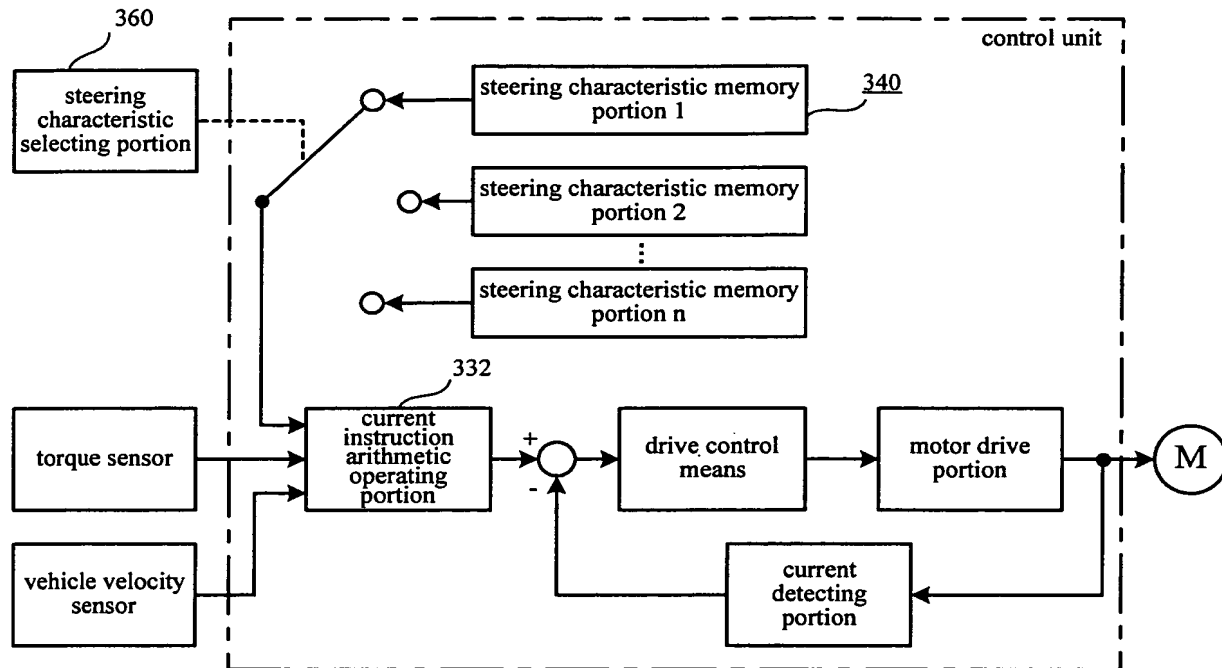 360
control unit
steering
characteristic
selecting portion
steering characteristic memory
portion 1
340
steering characteristic memory
portion 2
steering characteristic memory
portion n
332
torque sensor
current
instruction
arithmetic
operating
portion
+
-
drive control
means
motor drive
portion
M
vehicle velocity
sensor
current
detecting
portion